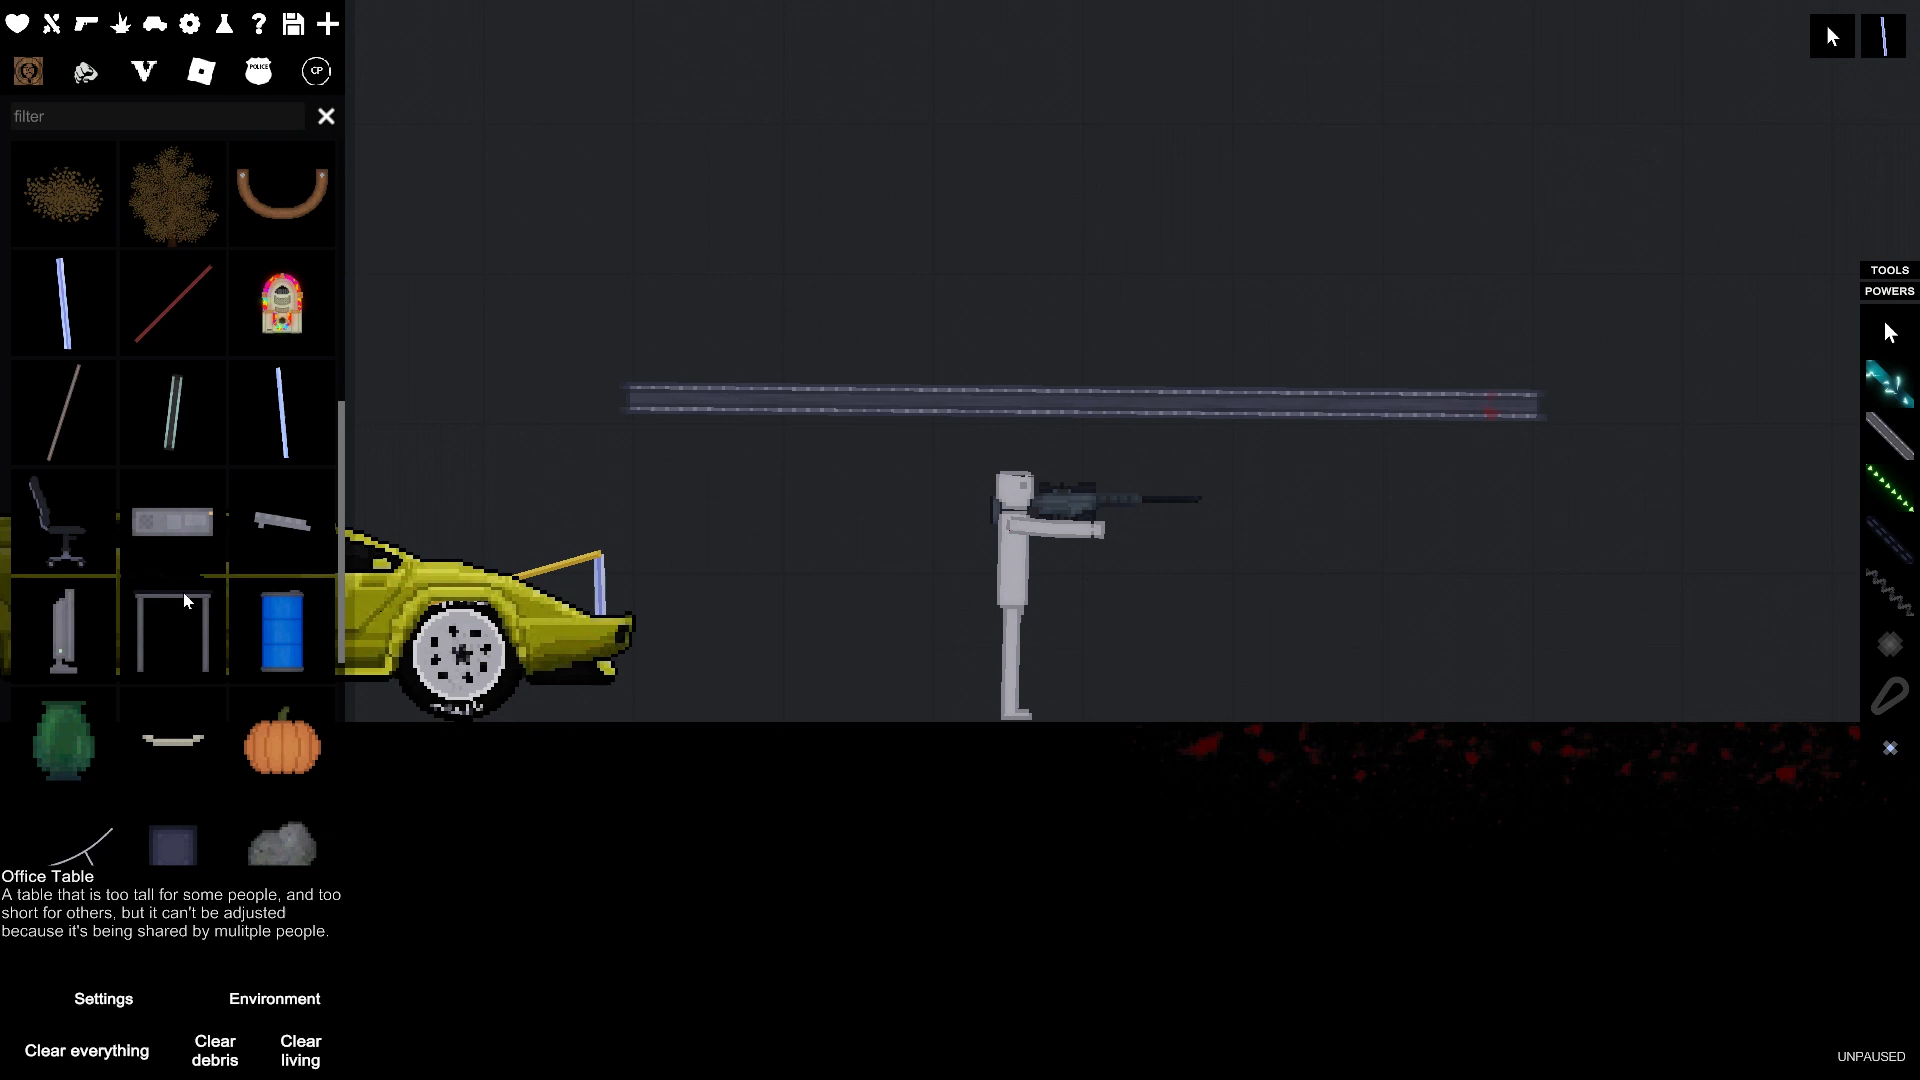 POLICE
CP
filter
TOOLS
POWERS
Office Table
A table that is too tall for some people, and too
short for others, but it can't be adjusted
because it's being shared by mulitple people.
Settings
Environment
Clear everything
Clear
debris
Clear
living
UNPAUSED